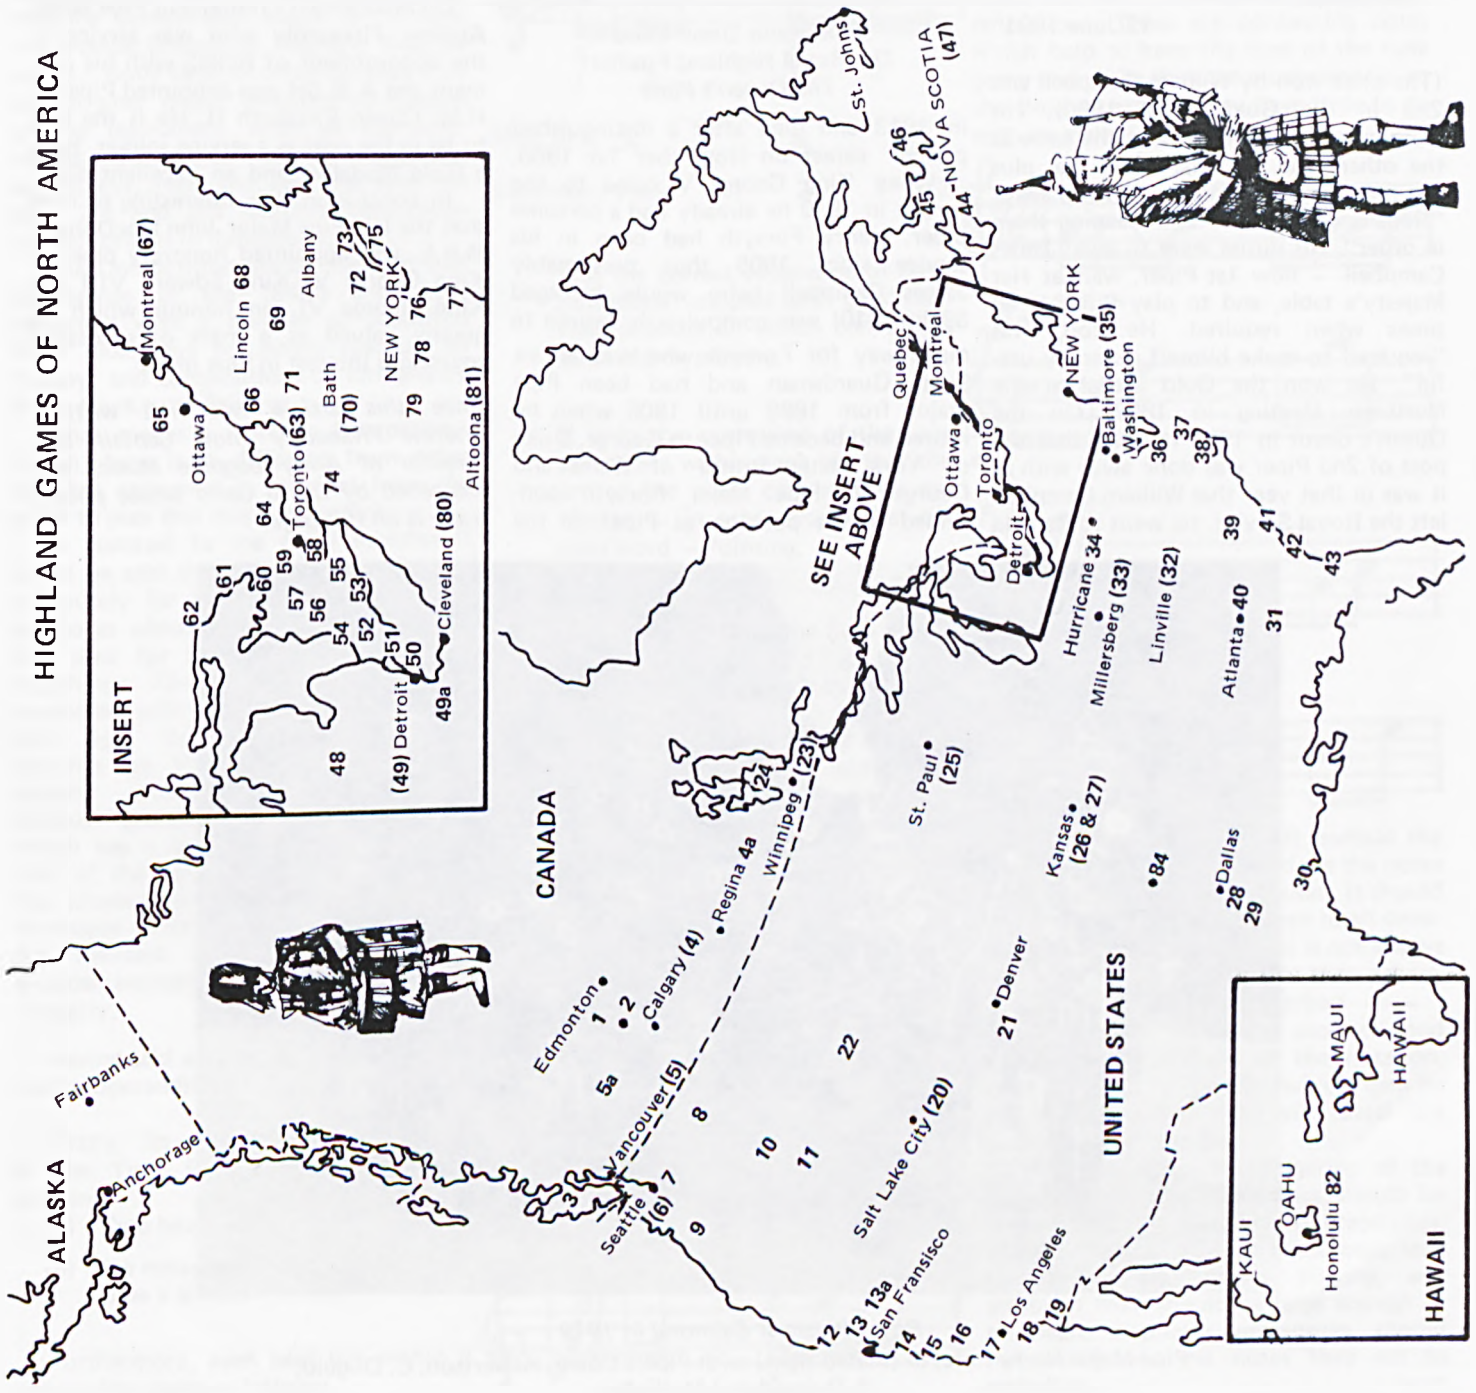 HIGHLAND GAMES OF NORTH AMERICA
INSERT
62
61
Ottawa
65
Montreal (67)
60
59
64
66
Lincoln 68
57
58
Toronto (63)
71
69
Albany
56
55
74
Bath
(70)
72
73
54
53
52
75
48
51
NEW YORK
76
50
79
78
77
(49) Detroit
49a
Cleveland (80)
Altoona (81)
ALASKA
Fairbanks
Anchorage
CANADA
Edmonton
1
2
5a
Calgary (4)
Regina 4a
Winnipeg (23)
24
3
Vancouver (5)
Seattle
(6)
7
8
9
10
11
22
SEE INSERT
ABOVE
St. Johns
Quebec
Montreal
Ottawa
Toronto
Detroit
44
45
46
NOVA SCOTIA
(47)
NEW YORK
Baltimore (35)
Washington
36
37
38
St. Paul
(25)
Salt Lake City (20)
21
Denver
Kansas
(26 & 27)
Hurricane 34
Millersberg (33)
Linville (32)
39
41
42
43
Atlanta
40
31
84
Dallas
28
29
30
12
13
13a
San Fransisco
14
15
16
17
Los Angeles
18
19
UNITED STATES
KAUI
OAHU
Honolulu 82
MAUI
HAWAII
HAWAII